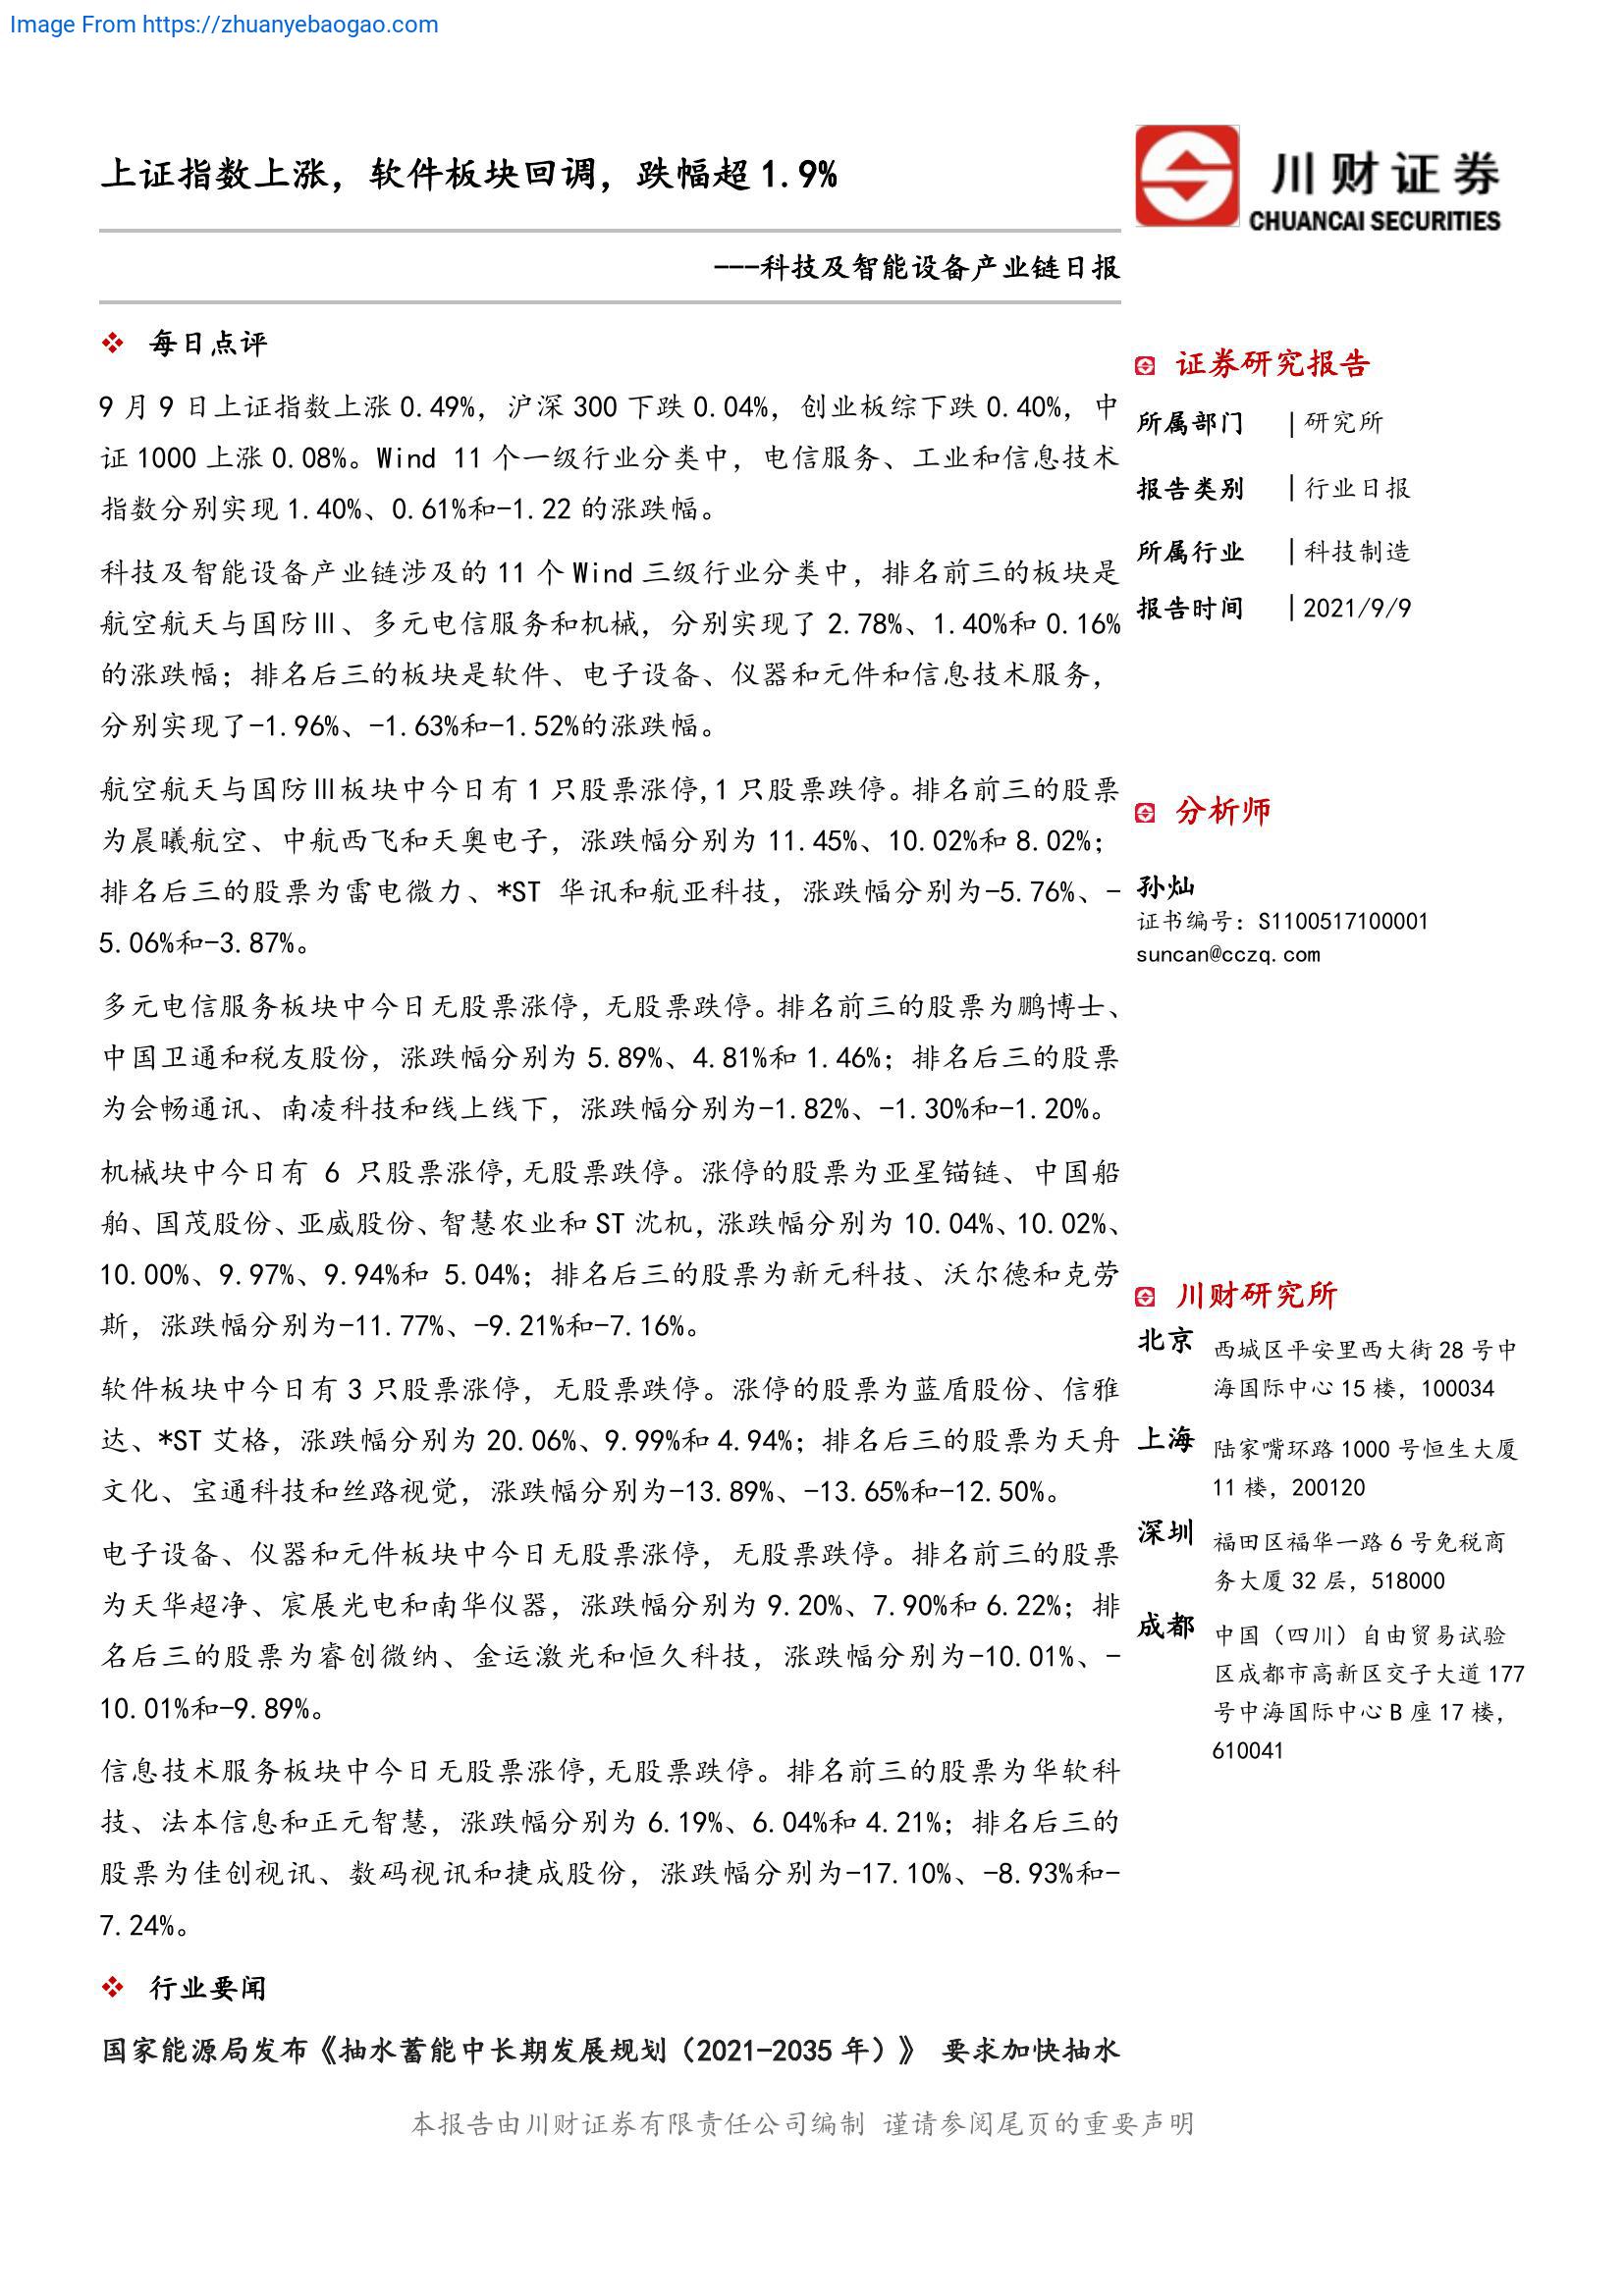 Image From https://zhuanyebaogao.com
上证指数上涨，软件板块回调，跌幅超1.9%
---科技及智能设备产业链日报
川财证券
CHUANCAI SECURITIES
每日点评
9月9日上证指数上涨0.49%，沪深300下跌0.04%，创业板综下跌0.40%，中
证1000上涨0.08%。Wind 11个一级行业分类中，电信服务、工业和信息技术
指数分别实现1.40%、0.61%和-1.22的涨跌幅。
科技及智能设备产业链涉及的11个Wind三级行业分类中，排名前三的板块是
航空航天与国防Ⅲ、多元电信服务和机械，分别实现了2.78%、1.40%和0.16%
的涨跌幅；排名后三的板块是软件、电子设备、仪器和元件和信息技术服务，
分别实现了-1.96%、-1.63%和-1.52%的涨跌幅。
航空航天与国防Ⅲ板块中今日有1只股票涨停,1只股票跌停。排名前三的股票
为晨曦航空、中航西飞和天奥电子，涨跌幅分别为11.45%、10.02%和8.02%；
排名后三的股票为雷电微力、*ST 华讯和航亚科技，涨跌幅分别为-5.76%、-
5.06%和-3.87%。
多元电信服务板块中今日无股票涨停，无股票跌停。排名前三的股票为鹏博士、
中国卫通和税友股份，涨跌幅分别为5.89%、4.81%和1.46%；排名后三的股票
为会畅通讯、南凌科技和线上线下，涨跌幅分别为-1.82%、-1.30%和-1.20%。
机械块中今日有 6 只股票涨停,无股票跌停。涨停的股票为亚星锚链、中国船
舶、国茂股份、亚威股份、智慧农业和ST沈机，涨跌幅分别为10.04%、10.02%、
10.00%、9.97%、9.94%和 5.04%；排名后三的股票为新元科技、沃尔德和克劳
斯，涨跌幅分别为-11.77%、-9.21%和-7.16%。
软件板块中今日有3只股票涨停，无股票跌停。涨停的股票为蓝盾股份、信雅
达、*ST艾格，涨跌幅分别为20.06%、9.99%和4.94%；排名后三的股票为天舟
文化、宝通科技和丝路视觉，涨跌幅分别为-13.89%、-13.65%和-12.50%。
电子设备、仪器和元件板块中今日无股票涨停，无股票跌停。排名前三的股票
为天华超净、宸展光电和南华仪器，涨跌幅分别为9.20%、7.90%和6.22%；排
名后三的股票为睿创微纳、金运激光和恒久科技，涨跌幅分别为-10.01%、-
10.01%和-9.89%。
信息技术服务板块中今日无股票涨停,无股票跌停。排名前三的股票为华软科
技、法本信息和正元智慧，涨跌幅分别为6.19%、6.04%和4.21%；排名后三的
股票为佳创视讯、数码视讯和捷成股份，涨跌幅分别为-17.10%、-8.93%和-
7.24%。
行业要闻
国家能源局发布《抽水蓄能中长期发展规划（2021-2035年）》 要求加快抽水
证券研究报告
所属部门 |研究所
报告类别 |行业日报
所属行业 |科技制造
报告时间 |2021/9/9
分析师
孙灿
证书编号：S1100517100001
suncan@cczq.com
川财研究所
北京 西城区平安里西大街28号中
海国际中心15楼，100034
上海 陆家嘴环路1000号恒生大厦
11楼，200120
深圳 福田区福华一路6号免税商
务大厦32层，518000
成都 中国（四川）自由贸易试验
区成都市高新区交子大道177
号中海国际中心B座17楼，
610041
本报告由川财证券有限责任公司编制 谨请参阅尾页的重要声明